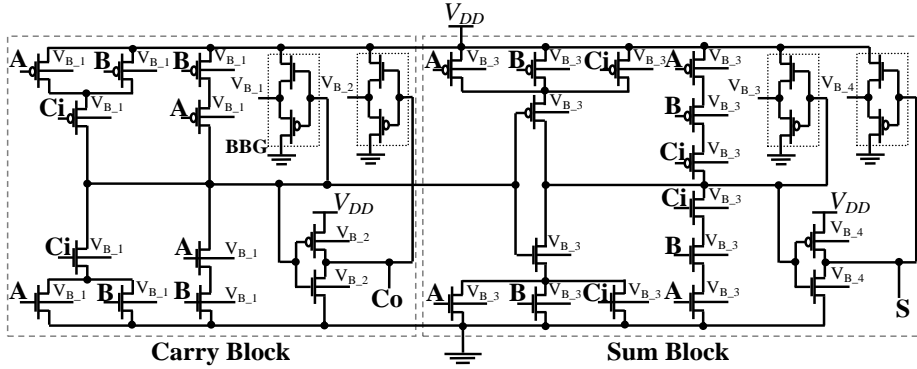 V_DD
A V_B_1 B V_B_1 B V_B_1 A V_B_3 B V_B_3 Ci V_B_3 A V_B_3
V_B_1 V_B_2 V_B_3 V_B_4
Ci V_B_1 A V_B_1 V_B_3 B V_B_3
BBG
Ci V_B_3
V_DD Ci V_B_3 V_DD
V_B_2 V_B_4
Ci V_B_1 A V_B_1 V_B_3 B V_B_3
V_B_2 V_B_4
A V_B_1 B V_B_1 B V_B_1 Co A V_B_3 B V_B_3 Ci V_B_3 A V_B_3 S
Carry Block Sum Block